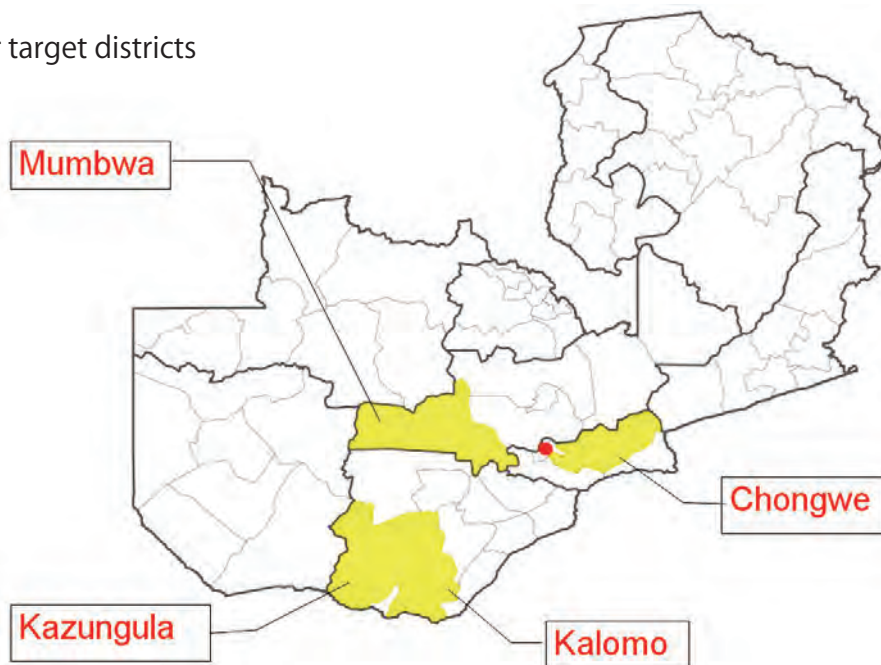 target districts
Mumbwa
Chongwe
Kazungula
Kalomo